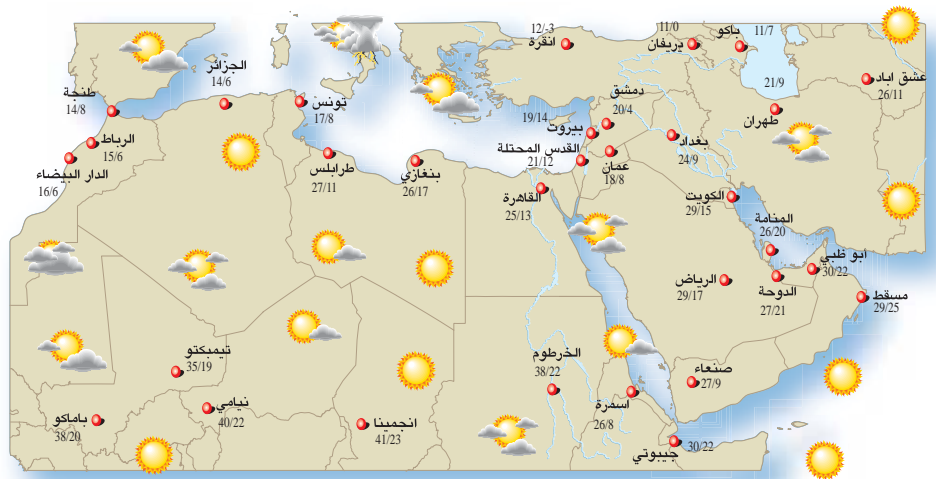 12/-3
انقرة
11/0
يريفان
باكو
11/7
عشق اباد
26/11
21/9
طهران
الجزائر
14/6
طنجة
14/8
تونس
17/8
الرباط
15/6
الدار البيضاء
16/6
طرابلس
27/11
بنغازي
26/17
دمشق
20/4
19/14
بيروت
القدس المحتلة
21/12
عمان
18/8
بغداد
24/9
القاهرة
25/13
الكويت
29/15
المنامة
26/20
ابو ظبي
30/22
الرياض
29/17
الدوحة
27/21
مسقط
29/25
تيمبكتو
35/19
الخرطوم
38/22
صنعاء
27/9
باماكو
38/20
نيامي
40/22
انجمينا
41/23
اسمرة
26/8
جيبوتي
30/22